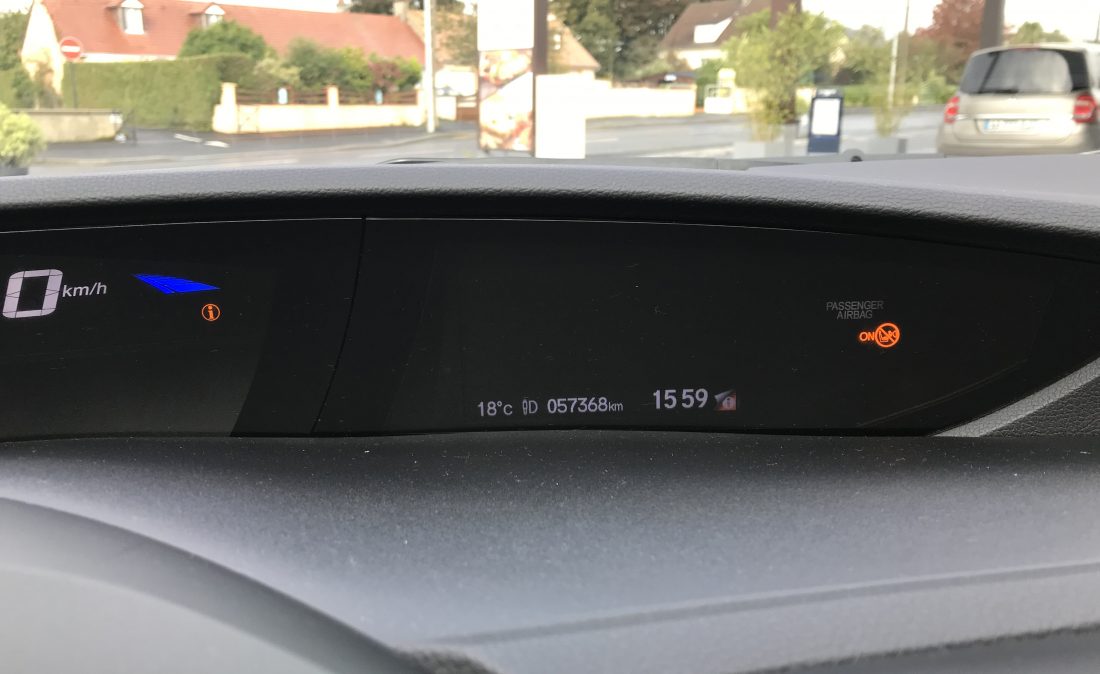 0 km/h
PASSENGER
AIRBAG
ON
18°C D 057368km 15 59